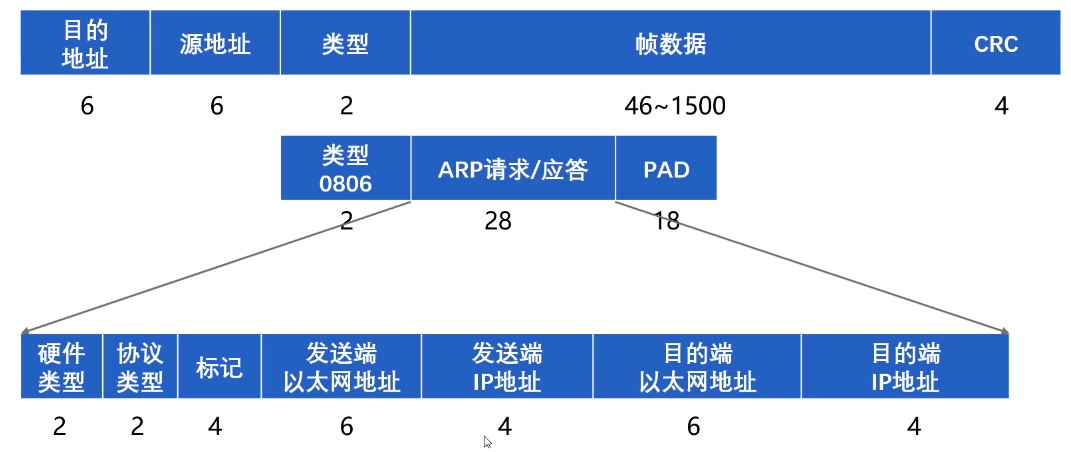 目的
地址
源地址
类型
帧数据
CRC
6
6
2
46~1500
4
类型
0806
ARP请求/应答
PAD
2
28
18
硬件
类型
协议
类型
标记
发送端
以太网地址
发送端
IP地址
目的端
以太网地址
目的端
IP地址
2
2
4
6
4
6
4